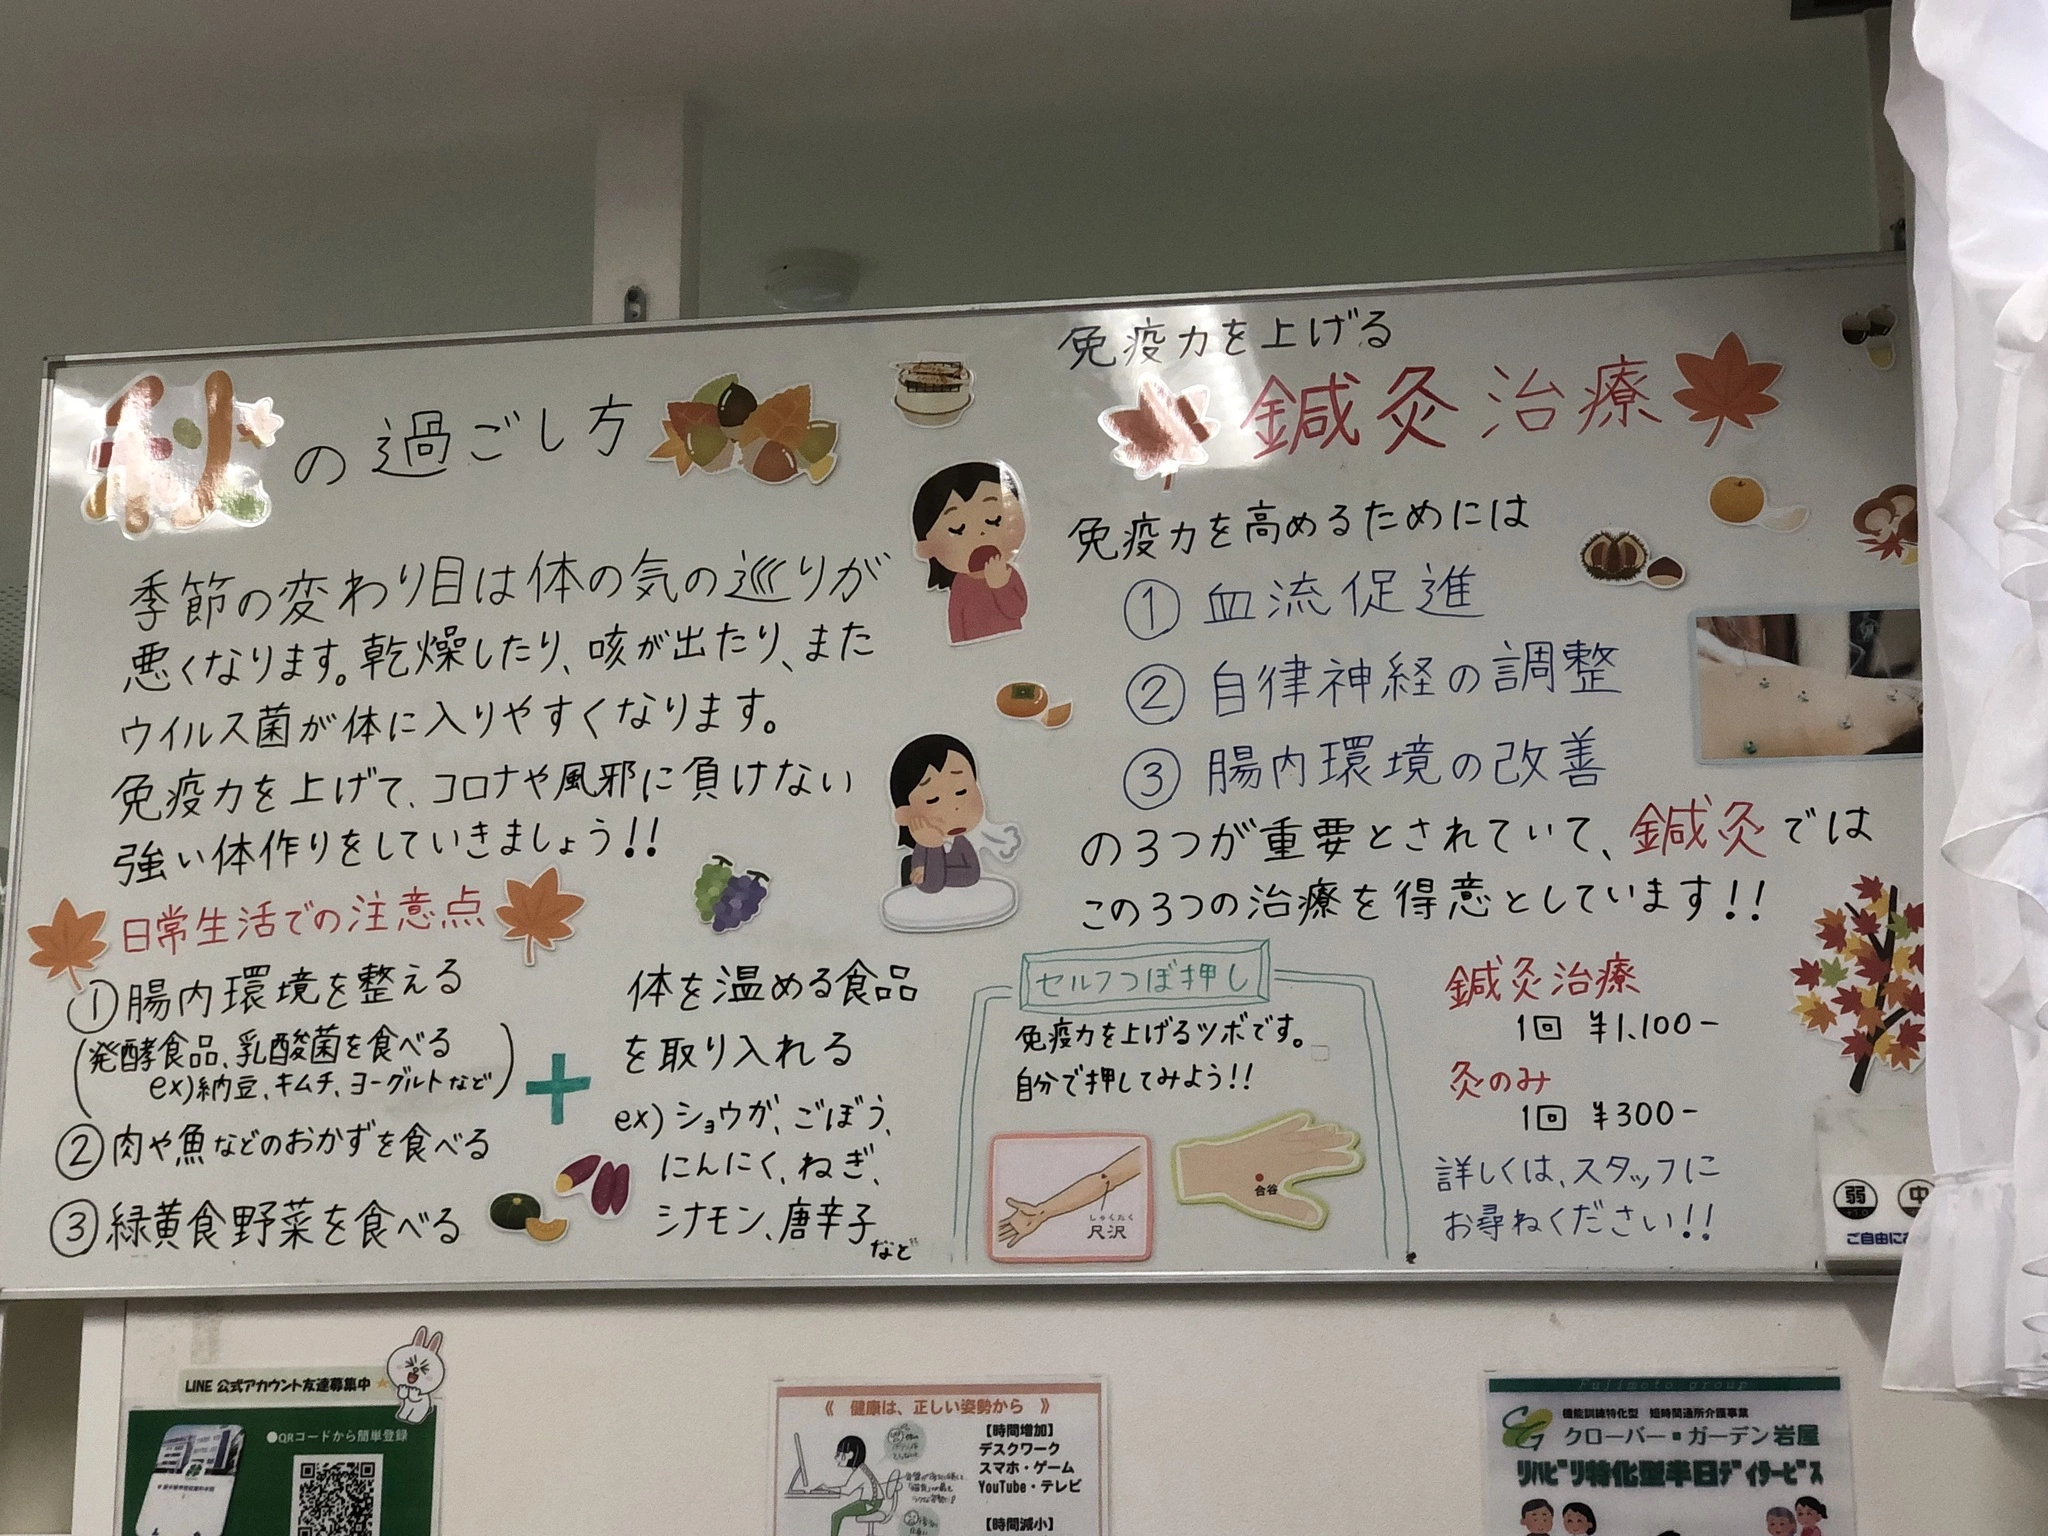 秋の過ごし方
季節の変わり目は体の気の巡りが
悪くなります。乾燥したり、咳が出たり、また
ウイルス菌が体に入りやすくなります。
免疫力を上げて、コロナや風邪に負けない
強い体作りをしていきましょう!!
日常生活での注意点
①腸内環境を整える
(発酵食品、乳酸菌を食べる
ex)納豆、キムチ、ヨーグルトなど)
②肉や魚などのおかずを食べる
③緑黄食野菜を食べる
+
体を温める食品
を取り入れる
ex)ショウガ、ごぼう、
にんにく、ねぎ、
シナモン、唐辛子など
免疫力を上げる
鍼灸治療
免疫力を高めるためには
①血流促進
②自律神経の調整
③腸内環境の改善
の3つが重要とされていて、鍼灸では
この3つの治療を得意としています!!
セルフつぼ押し
免疫力を上げるツボです。
自分で押してみよう!!
しゃくたく
尺沢
合谷
鍼灸治療
1回 ¥1,100-
灸のみ
1回 ¥300-
詳しくは、スタッフに
お尋ねください!!
弱 中
ご自由に
LINE 公式アカウント友達募集中
●QRコードから簡単登録
《 健康は、正しい姿勢から 》
【時間増加】
デスクワーク
スマホ・ゲーム
YouTube・テレビ
【時間減小】
Fujimoto group
機能訓練特化型 短時間通所介護事業
クローバー・ガーデン岩屋
リハビリ特化型半日デイサービス